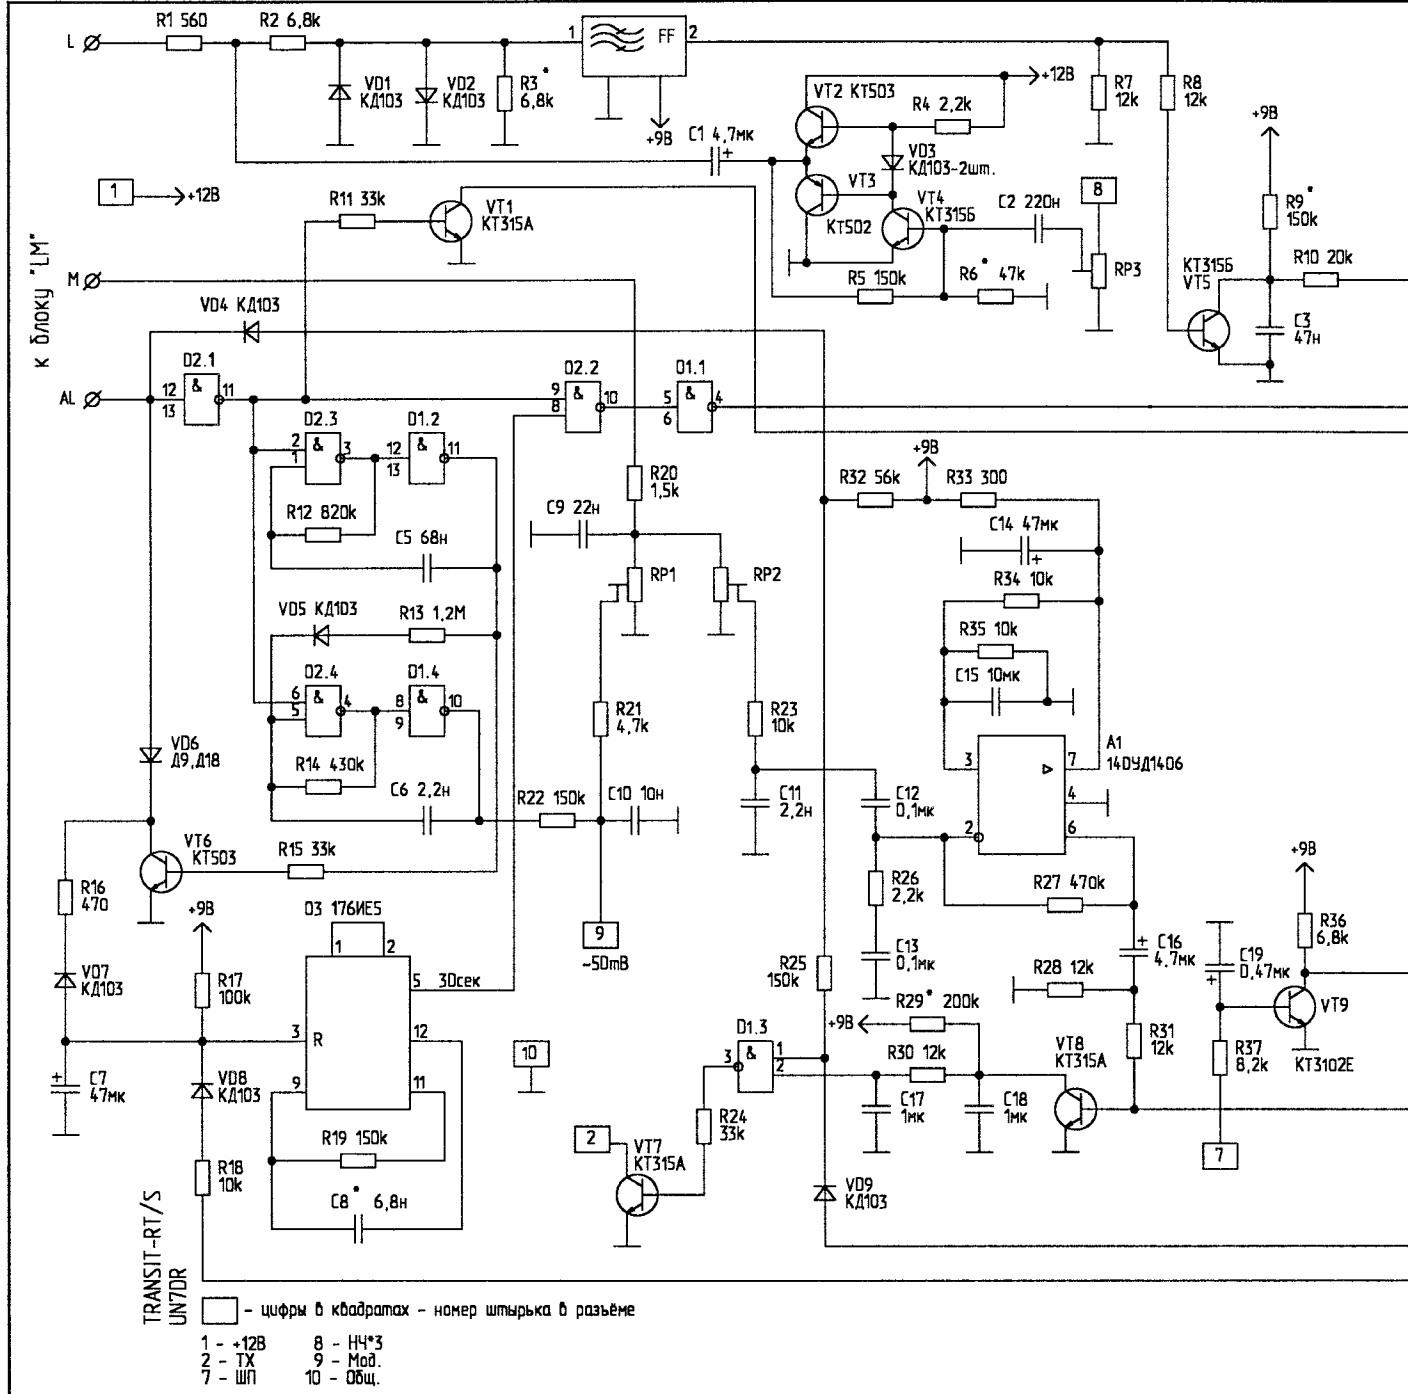 R1 560
R2 6,8k
L
1
FF
2
VD1
КД103
VD2
КД103
R3*
6,8k
+9В
VT2 КТ503
R4 2,2k
+12В
R7
12k
R8
12k
C1 4,7мк
+
VD3
КД103-2шт.
VT3
КТ502
VT4
КТ315Б
C2 220н
8
+9В
R9*
150k
1
+12В
R11 33k
VT1
КТ315А
R5 150k
R6* 47k
RP3
КТ315Б
VT5
R10 20k
C3
47н
к блоку "LM"
M
VD4 КД103
AL
D2.1
12
13
&
11
D2.2
9
8
&
10
D1.1
5
6
&
4
D2.3
2
1
&
3
D1.2
12
13
&
11
R12 820k
C5 68н
R20
1,5k
C9 22н
RP1
RP2
R32 56k
+9В
R33 300
C14 47мк
+
R34 10k
R35 10k
C15 10мк
VD5 КД103
R13 1,2М
D2.4
6
5
&
4
D1.4
8
9
&
10
R14 430k
C6 2,2н
R21
4,7k
R23
10k
VD6
Д9,Д18
R22 150k
C10 10н
C11
2,2н
C12
0,1мк
3
7
4
2
6
A1
140УД1406
VT6
КТ503
R15 33k
R16
470
+9В
D3 176ИЕ5
1
2
9
~50mВ
R26
2,2k
R27 470k
C13
0,1мк
+
C16
4.7мк
+9В
R36
6,8k
C19
0,47мк
+
VT9
КТ3102Е
VD7
КД103
R17
100k
5
30сек
R25
150k
R28 12k
3
R
12
9
11
10
R29* 200k
+9В
D1.3
&
3
1
2
R30 12k
VT8
КТ315А
R31
12k
R37
8,2k
+
C7
47мк
VD8
КД103
C17
1мк
C18
1мк
R19 150k
R24
33k
2
VT7
КТ315А
7
R18
10k
C8* 6,8н
VD9
КД103
TRANSIT-RT/S
UN7DR
- цифры в квадратах - номер штырька в разъёме
1 - +12В
8 - НЧ*3
2 - ТХ
9 - Мод.
7 - ШП
10 - Общ.